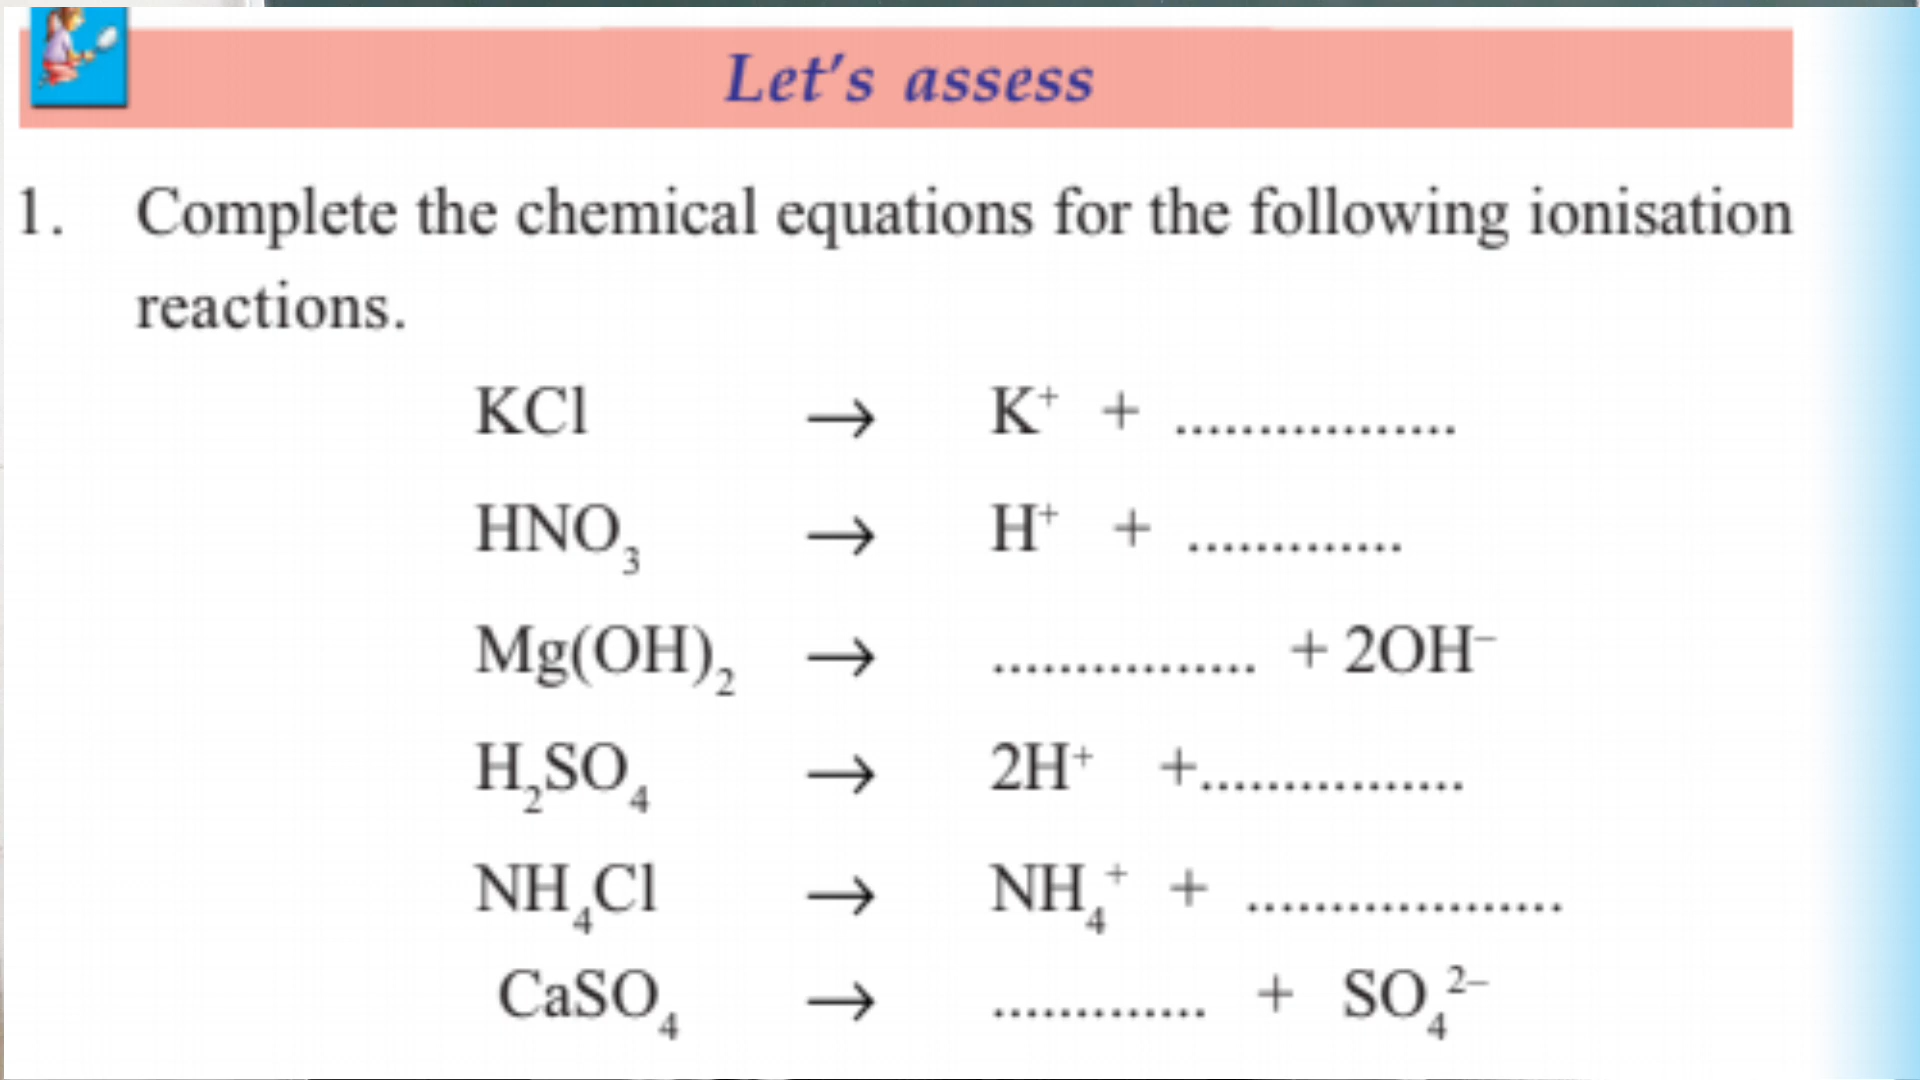 Let's assess
1. Complete the chemical equations for the following ionisation
reactions.
KCl → K⁺ + .................
HNO₃ → H⁺ + .............
Mg(OH)₂ → ................ + 2OH⁻
H₂SO₄ → 2H⁺ +................
NH₄Cl → NH₄⁺ + ...................
CaSO₄ → ............. + SO₄²⁻